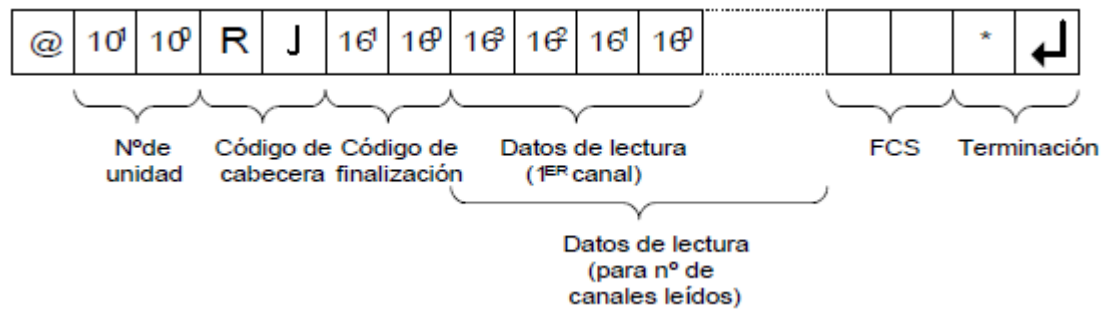 @ 10¹ 10⁰ R J 16¹ 16⁰ 16³ 16² 16¹ 16⁰ * ↵
Nºde Código de Código de Datos de lectura FCS Terminación
unidad cabecera finalización (1ᴱᴿ canal)
Datos de lectura
(para nº de
canales leídos)